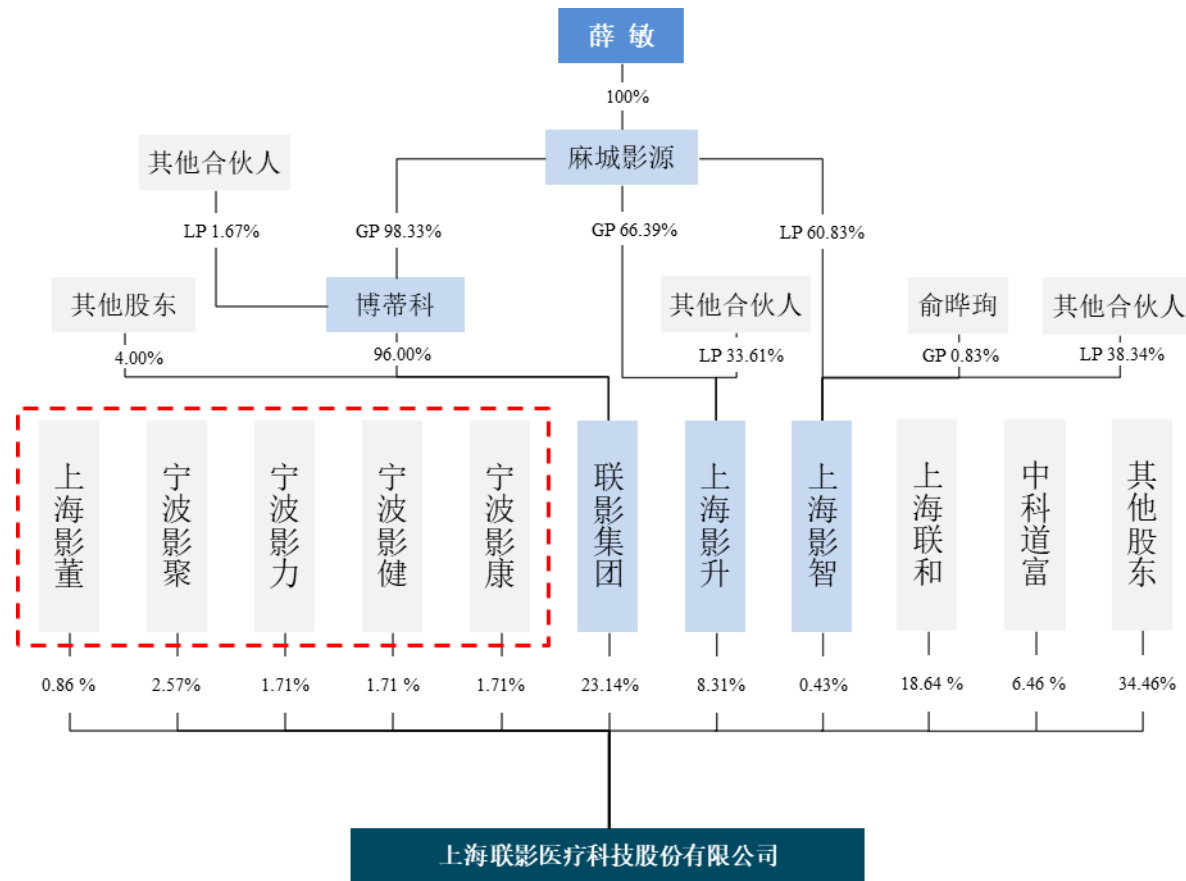 薛 敏
100%
麻城影源
其他合伙人
LP 1.67%
GP 98.33%
GP 66.39%
LP 60.83%
其他股东
博蒂科
其他合伙人
俞晔珣
其他合伙人
4.00%
96.00%
LP 33.61%
GP 0.83%
LP 38.34%
上海影董
宁波影聚
宁波影力
宁波影健
宁波影康
联影集团
上海影升
上海影智
上海联和
中科道富
其他股东
0.86 %
2.57%
1.71%
1.71 %
1.71%
23.14%
8.31%
0.43%
18.64 %
6.46 %
34.46%
上海联影医疗科技股份有限公司